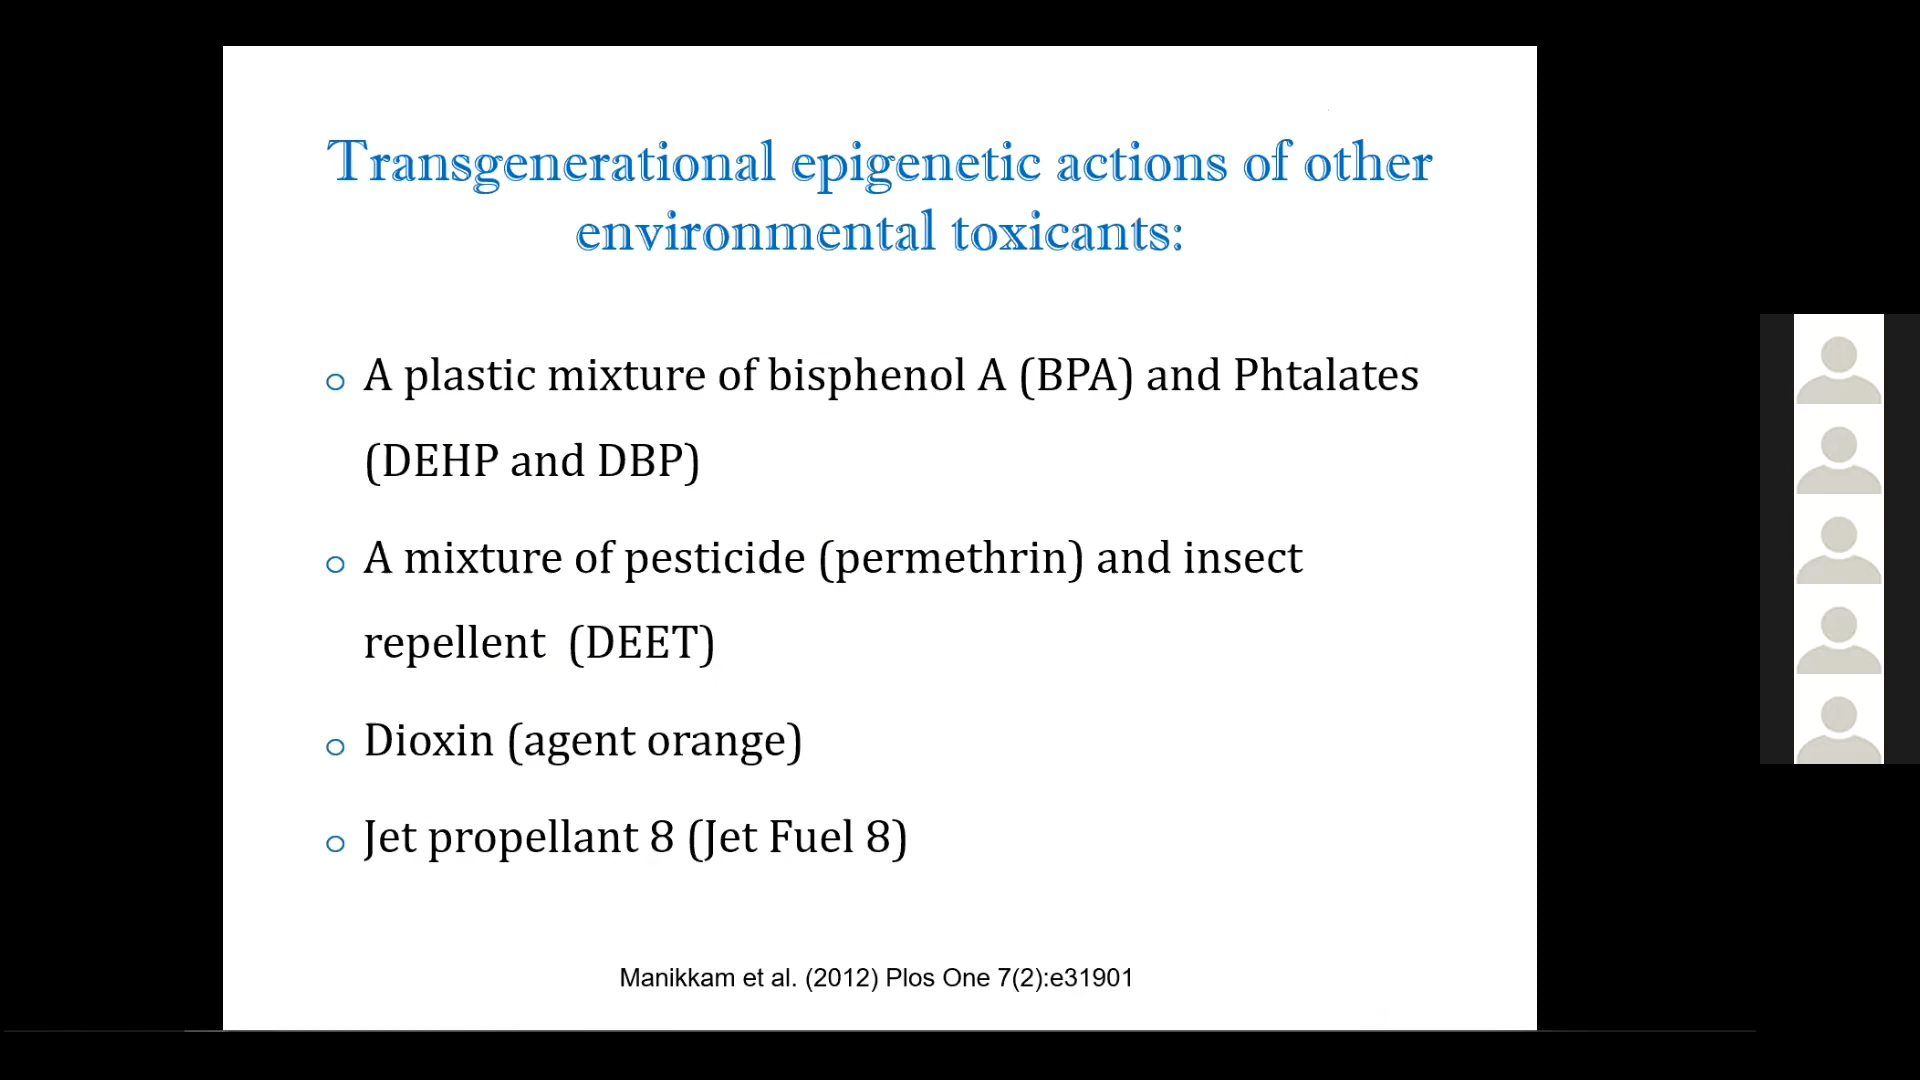 Transgenerational epigenetic actions of other
environmental toxicants:
A plastic mixture of bisphenol A (BPA) and Phtalates
(DEHP and DBP)
A mixture of pesticide (permethrin) and insect
repellent (DEET)
Dioxin (agent orange)
Jet propellant 8 (Jet Fuel 8)
Manikkam et al. (2012) Plos One 7(2):e31901